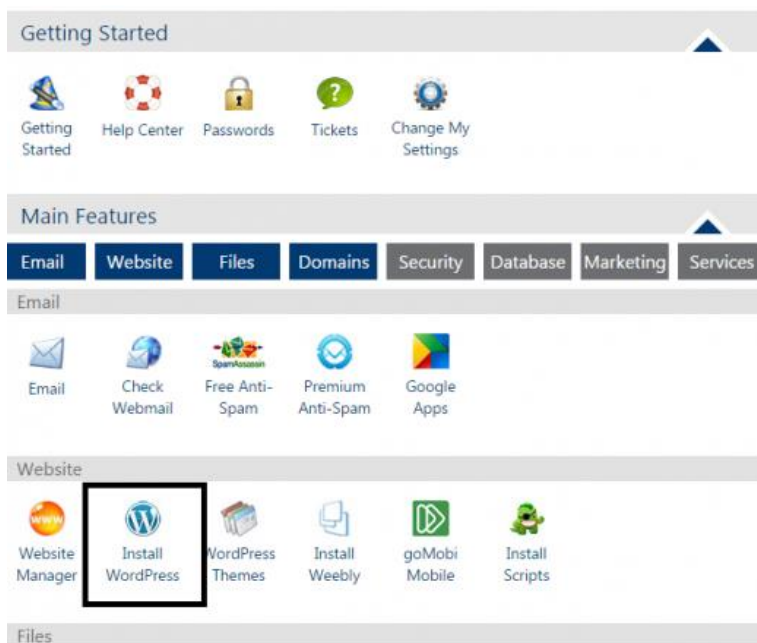 Getting Started
Getting Started
Help Center
Passwords
Tickets
Change My Settings
Main Features
Email Website Files Domains Security Database Marketing Services
Email
SpamAssassin
Email
Check Webmail
Free Anti-Spam
Premium Anti-Spam
Google Apps
Website
www
Website Manager
Install WordPress
WordPress Themes
Install Weebly
goMobi Mobile
Install Scripts
Files